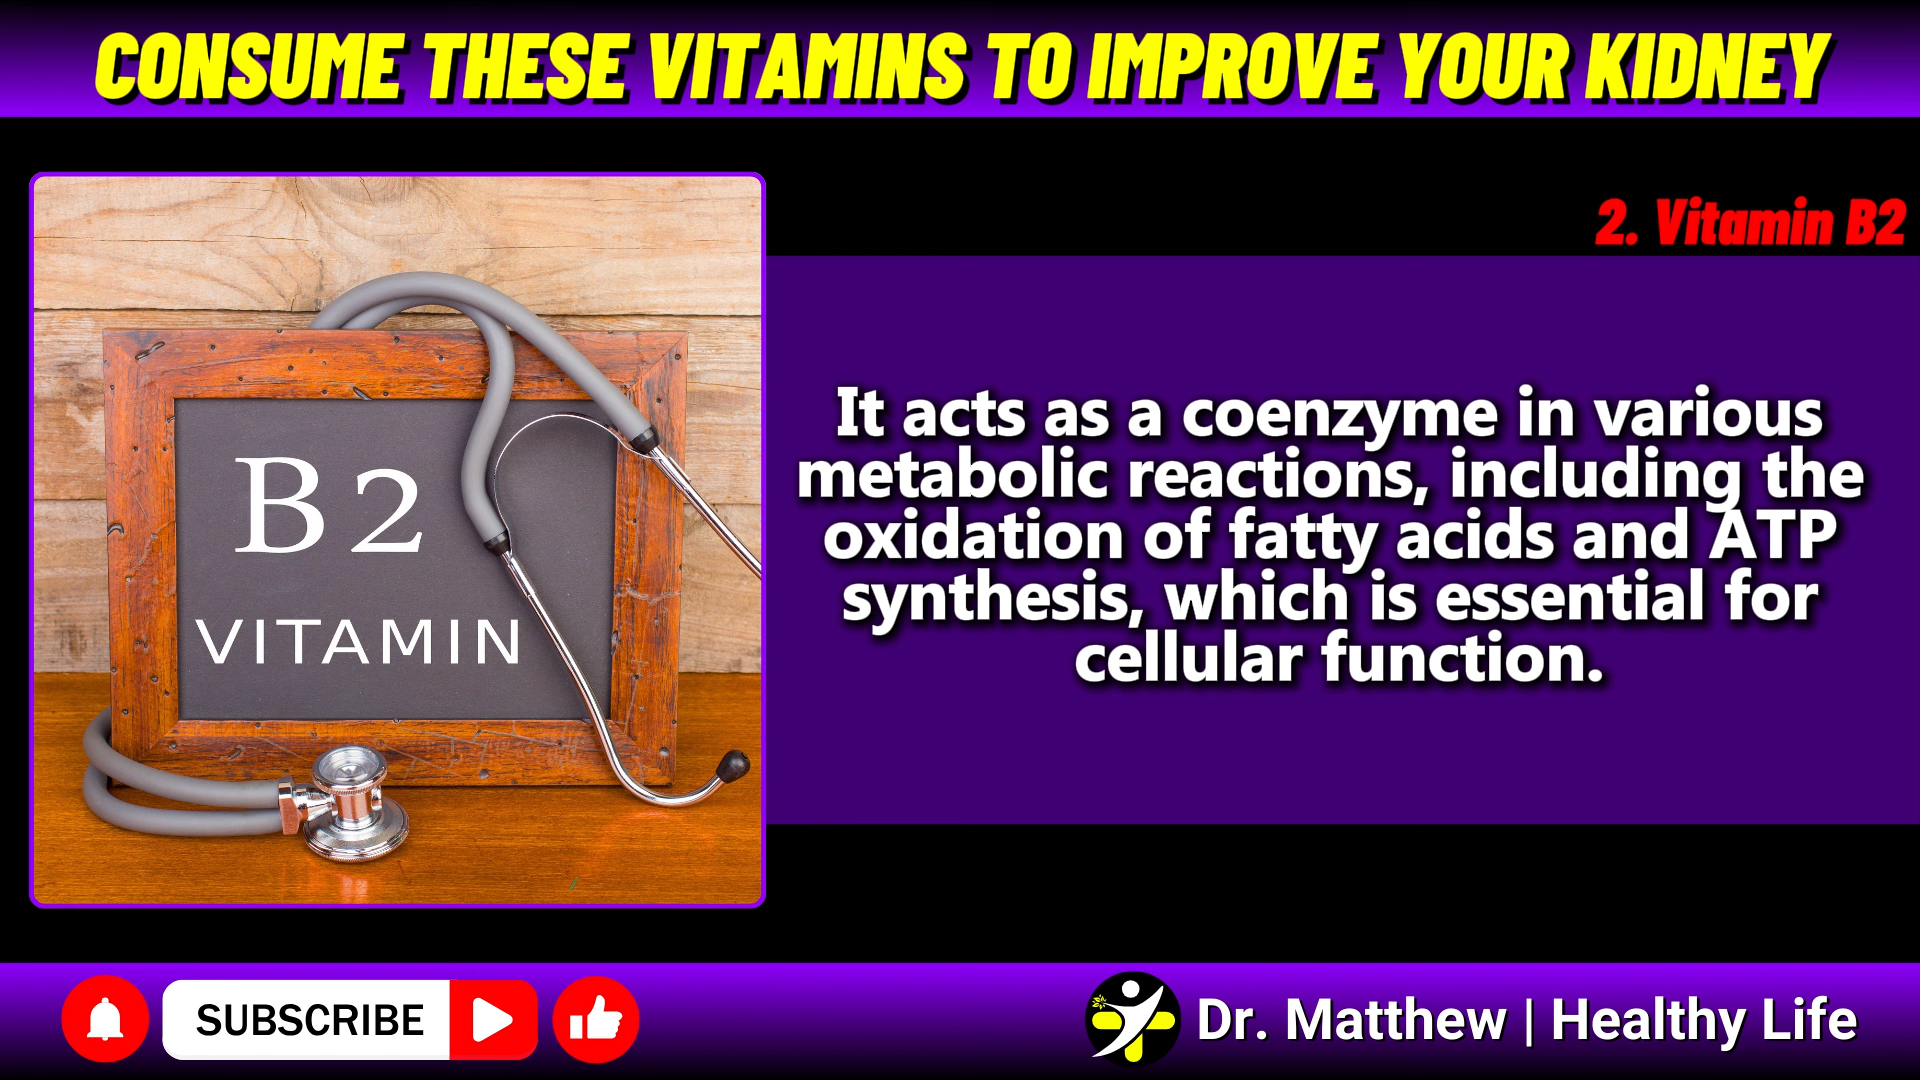 CONSUME THESE VITAMINS TO IMPROVE YOUR KIDNEY
2. Vitamin B2
B2
VITAMIN
It acts as a coenzyme in various
metabolic reactions, including the
oxidation of fatty acids and ATP
synthesis, which is essential for
cellular function.
SUBSCRIBE
Dr. Matthew | Healthy Life